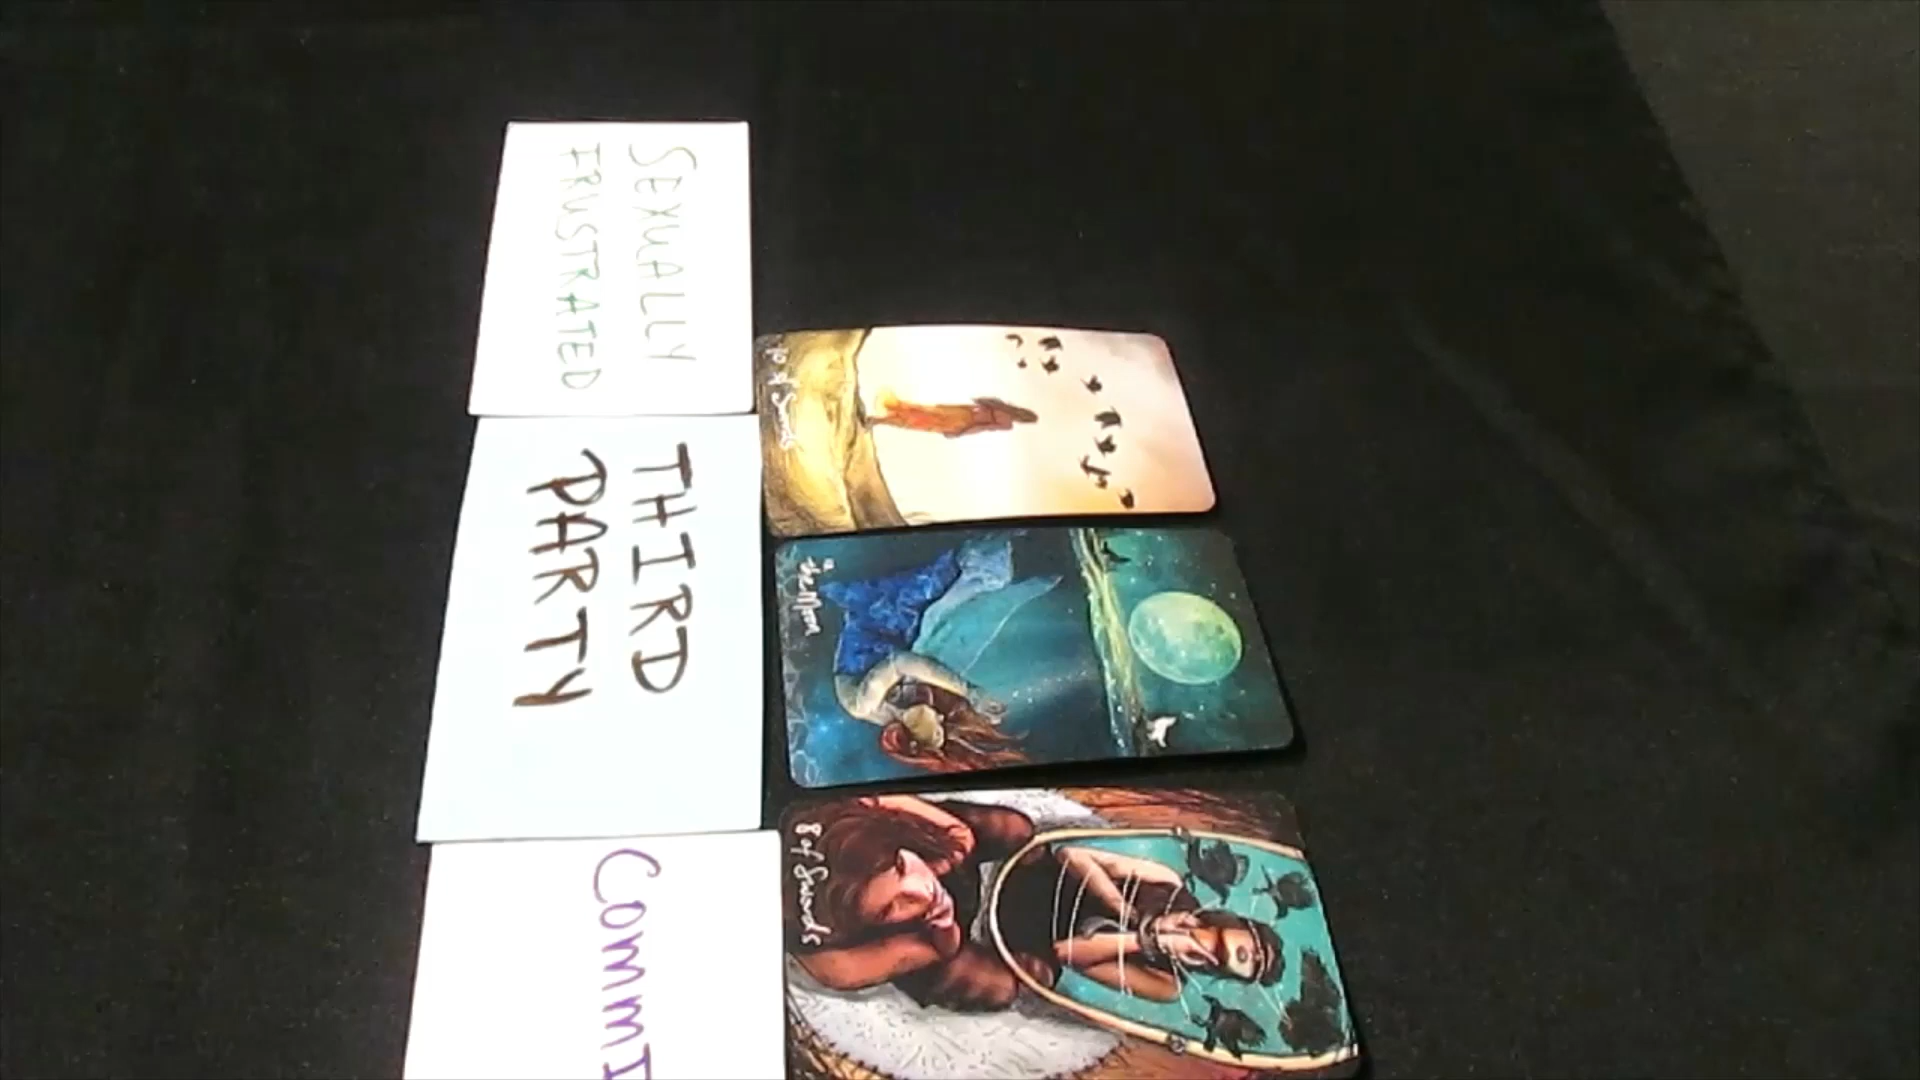 SEXUALLY
FRUSTRATED
10 of Swords
THIRD
PARTY
the Moon
COMMI
8 of Swords